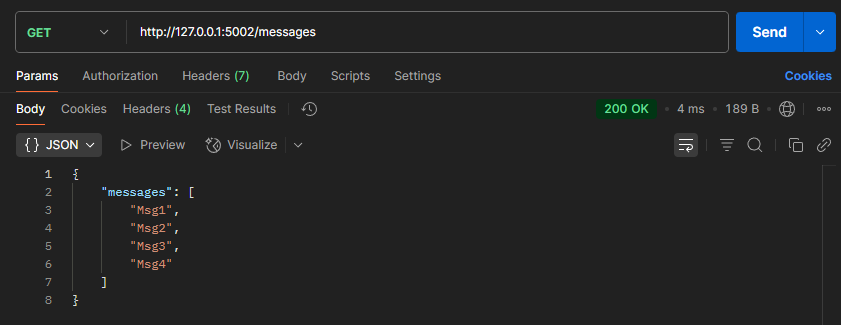 GET http://127.0.0.1:5002/messages Send
Params Authorization Headers (7) Body Scripts Settings Cookies
Body Cookies Headers (4) Test Results 200 OK • 4 ms • 189 B •
{} JSON Preview Visualize
1 {
2 "messages": [
3 "Msg1",
4 "Msg2",
5 "Msg3",
6 "Msg4"
7 ]
8 }